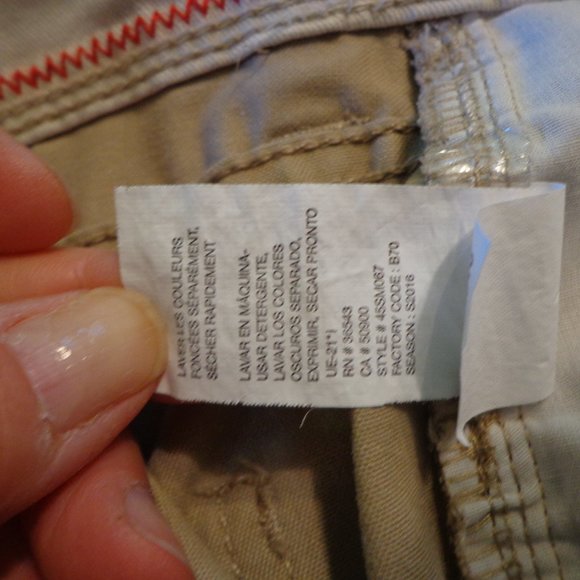 LAVER LES COULEURS
FONCÉES SÉPARÉMENT,
SÉCHER RAPIDEMENT
LAVAR EN MÁQUINA-
USAR DETERGENTE,
LAVAR LOS COLORES
OSCUROS SEPARADO,
EXPRIMIR, SECAR PRONTO
UE-21*I
RN # 36543
CA # 50900
STYLE # 45SM067
FACTORY CODE : B70
SEASON : S2016